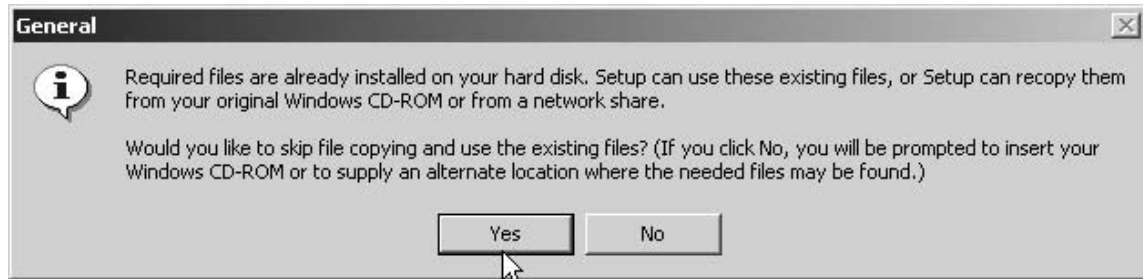 General
Required files are already installed on your hard disk. Setup can use these existing files, or Setup can recopy them
from your original Windows CD-ROM or from a network share.
Would you like to skip file copying and use the existing files? (If you click No, you will be prompted to insert your
Windows CD-ROM or to supply an alternate location where the needed files may be found.)
Yes No